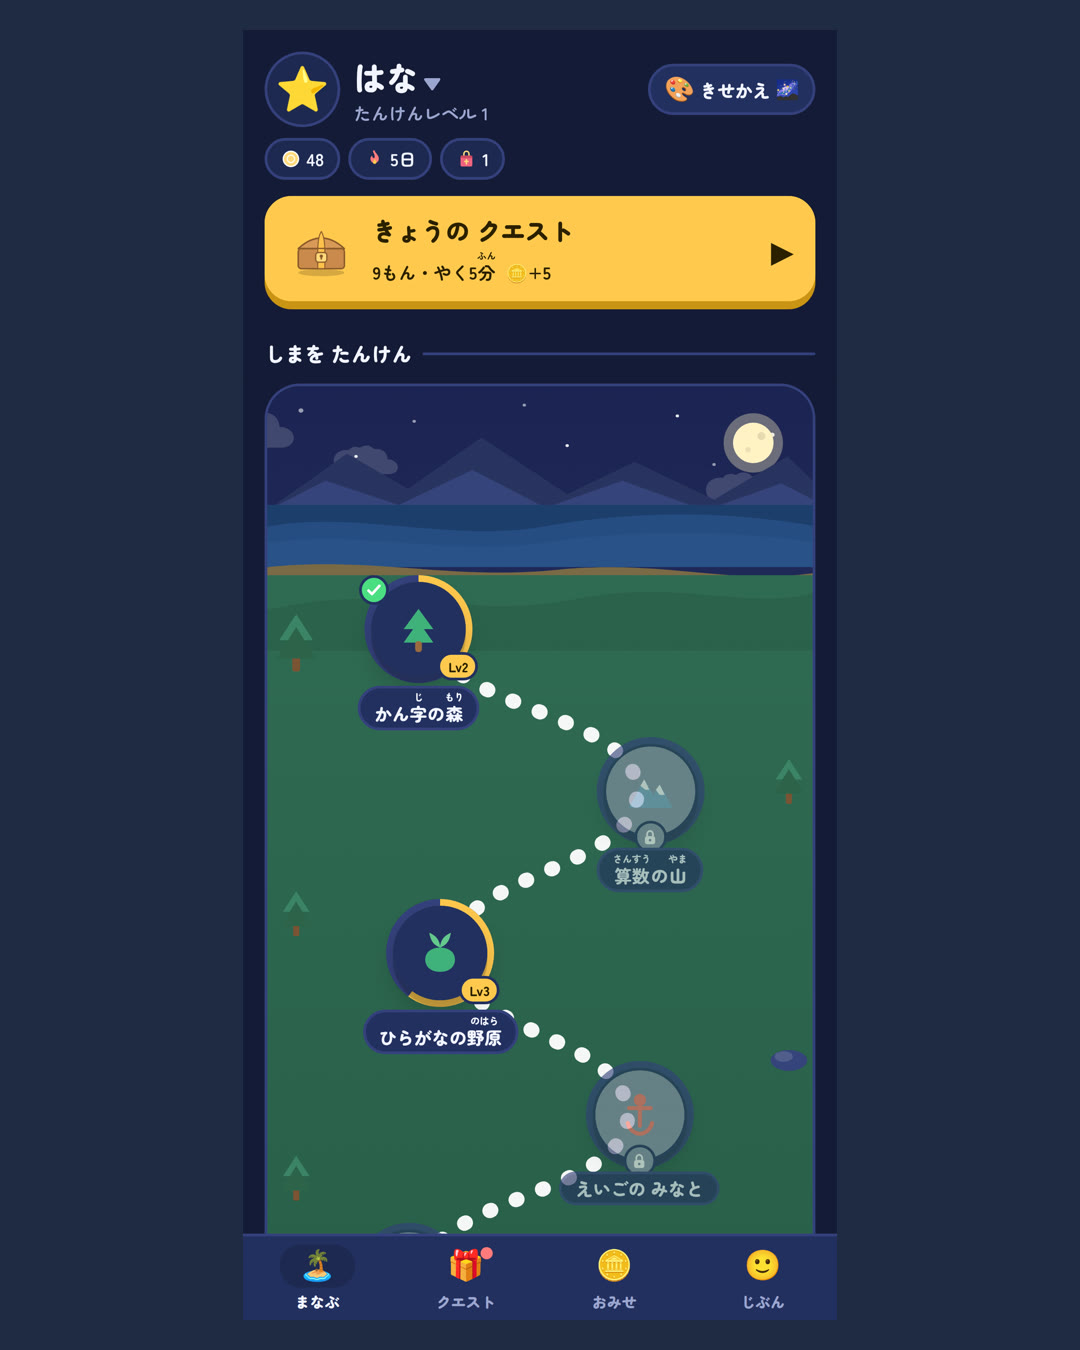 はな
たんけんレベル 1
きせかえ
48
5日
1
きょうの クエスト
9もん・やく5分 +5
ふん
しまを たんけん
Lv2
じ もり
かん字の森
さんすう やま
算数の山
Lv3
のはら
ひらがなの野原
えいごの みなと
まなぶ
クエスト
おみせ
じぶん